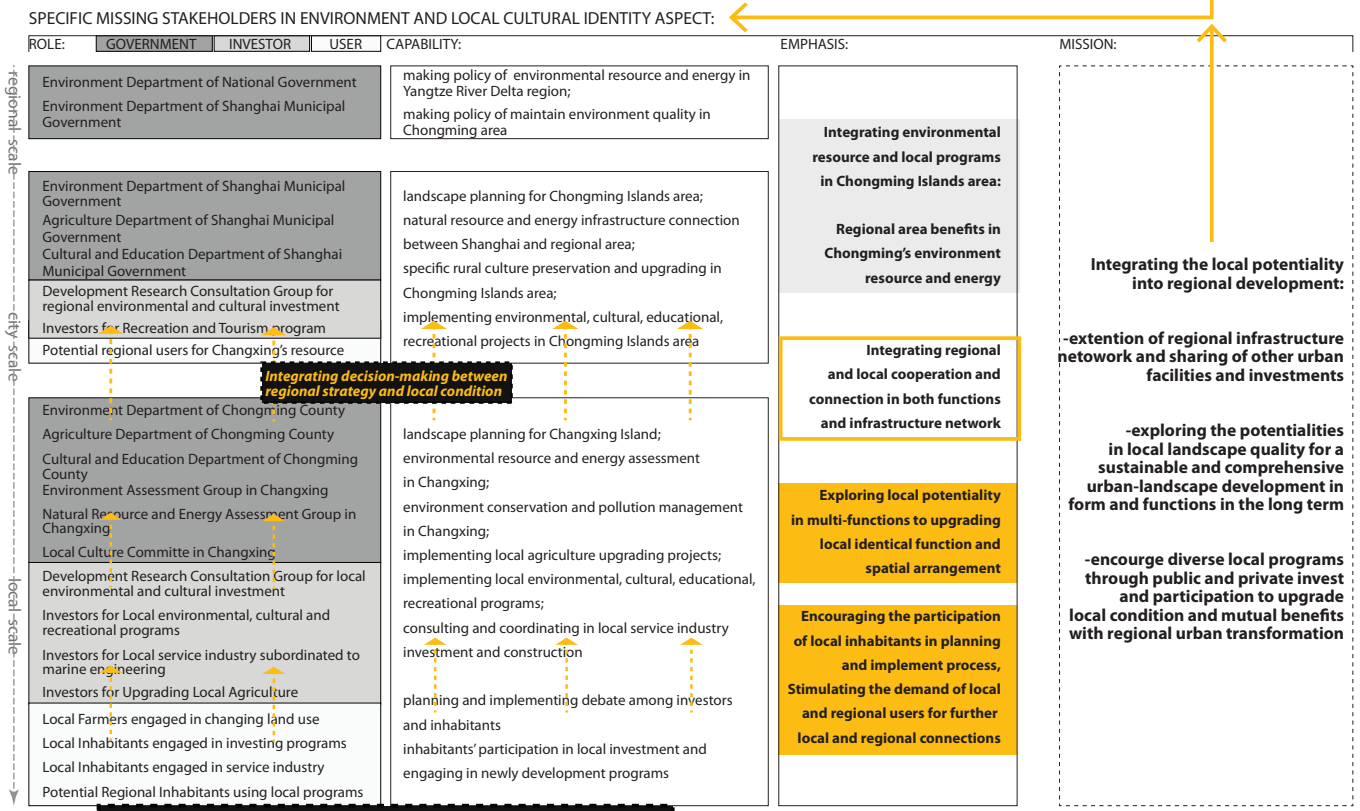 SPECIFIC MISSING STAKEHOLDERS IN ENVIRONMENT AND LOCAL CULTURAL IDENTITY ASPECT:
ROLE: GOVERNMENT INVESTOR USER CAPABILITY: EMPHASIS: MISSION:
regional scale
city scale
local scale
Environment Department of National Government
Environment Department of Shanghai Municipal
Government
making policy of environmental resource and energy in
Yangtze River Delta region;
making policy of maintain environment quality in
Chongming area
Environment Department of Shanghai Municipal
Government
Agriculture Department of Shanghai Municipal
Government
Cultural and Education Department of Shanghai
Municipal Government
Development Research Consultation Group for
regional environmental and cultural investment
Investors for Recreation and Tourism program
Potential regional users for Changxing's resource
landscape planning for Chongming Islands area;
natural resource and energy infrastructure connection
between Shanghai and regional area;
specific rural culture preservation and upgrading in
Chongming Islands area;
implementing environmental, cultural, educational,
recreational projects in Chongming Islands area
Integrating decision-making between
regional strategy and local condition
Environment Department of Chongming County
Agriculture Department of Chongming County
Cultural and Education Department of Chongming
County
Environment Assessment Group in Changxing
Natural Resource and Energy Assessment Group in
Changxing
Local Culture Committe in Changxing
Development Research Consultation Group for local
environmental and cultural investment
Investors for Local environmental, cultural and
recreational programs
Investors for Local service industry subordinated to
marine engineering
Investors for Upgrading Local Agriculture
Local Farmers engaged in changing land use
Local Inhabitants engaged in investing programs
Local Inhabitants engaged in service industry
Potential Regional Inhabitants using local programs
landscape planning for Changxing Island;
environmental resource and energy assessment
in Changxing;
environment conservation and pollution management
in Changxing;
implementing local agriculture upgrading projects;
implementing local environmental, cultural, educational,
recreational programs;
consulting and coordinating in local service industry
investment and construction
planning and implementing debate among investors
and inhabitants
inhabitants' participation in local investment and
engaging in newly development programs
Integrating environmental
resource and local programs
in Chongming Islands area:
Regional area benefits in
Chongming's environment
resource and energy
Integrating regional
and local cooperation and
connection in both functions
and infrastructure network
Exploring local potentiality
in multi-functions to upgrading
local identical function and
spatial arrangement
Encouraging the participation
of local inhabitants in planning
and implement process,
Stimulating the demand of local
and regional users for further
local and regional connections
Integrating the local potentiality
into regional development:
-extention of regional infrastructure
netowork and sharing of other urban
facilities and investments
-exploring the potentialities
in local landscape quality for a
sustainable and comprehensive
urban-landscape development in
form and functions in the long term
-encourge diverse local programs
through public and private invest
and participation to upgrade
local condition and mutual benefits
with regional urban transformation